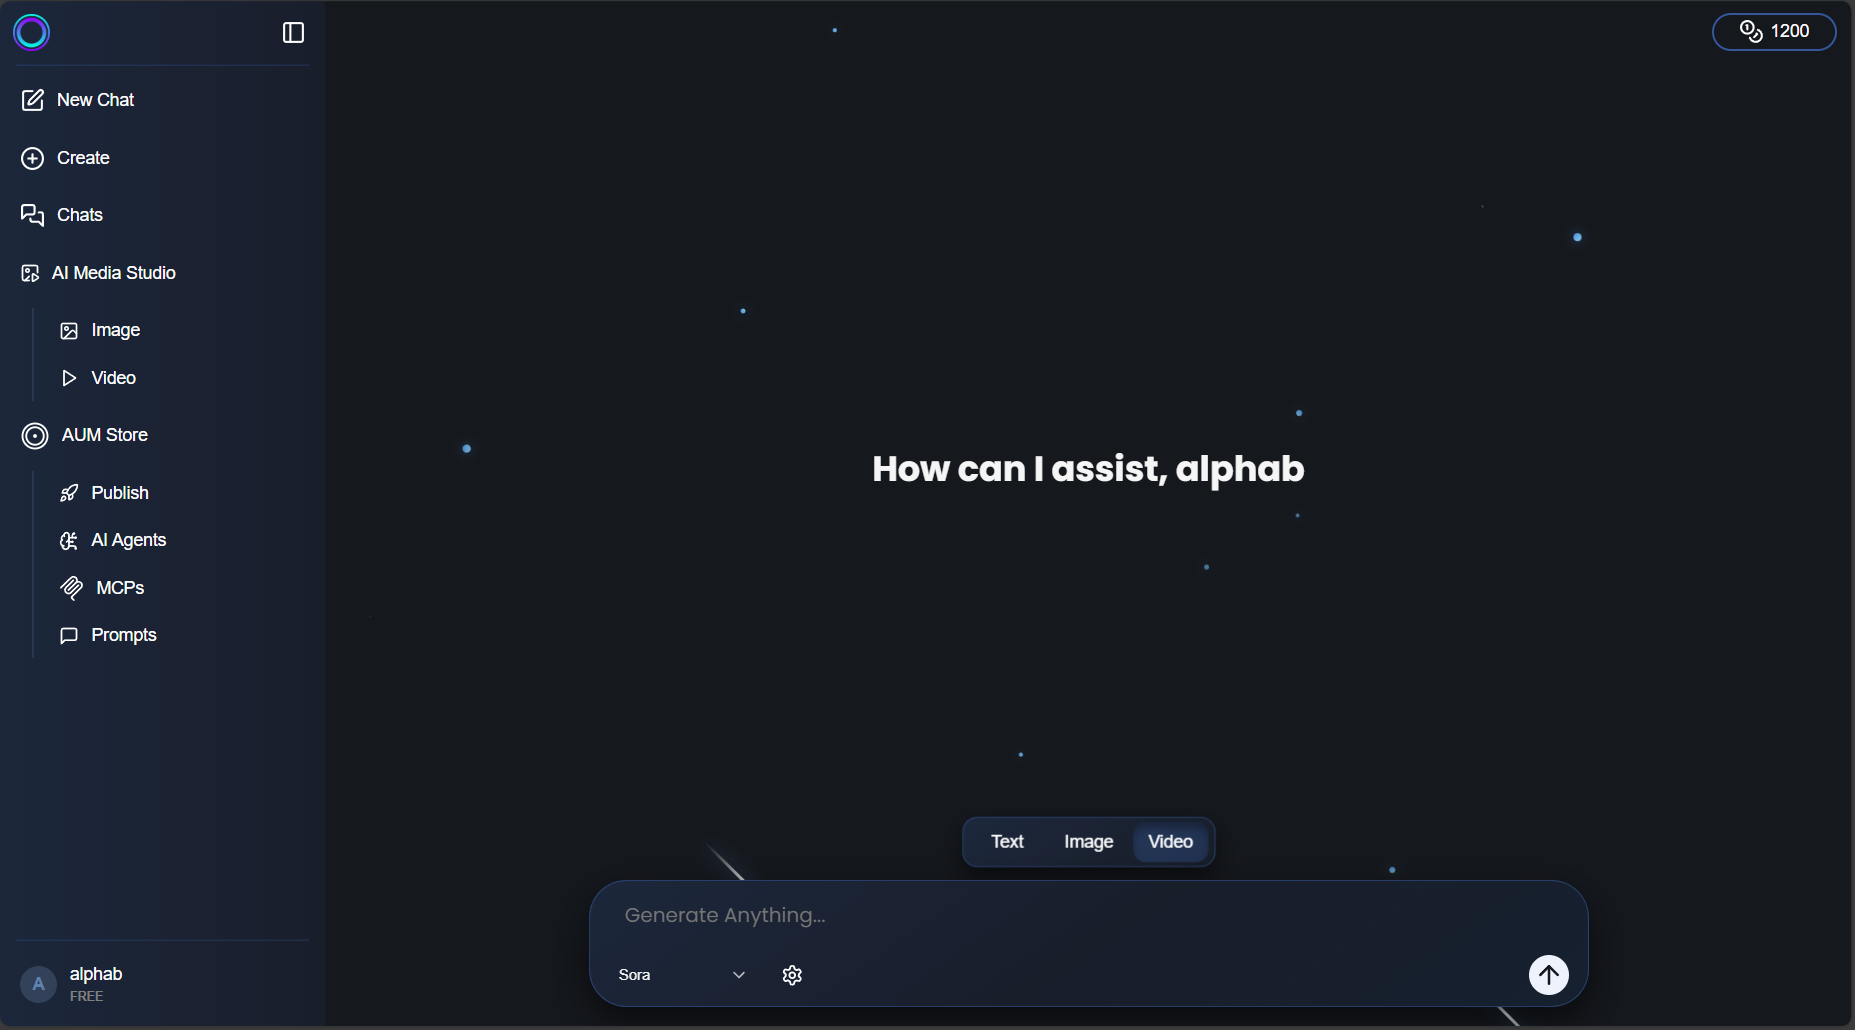 1200
New Chat
Create
Chats
AI Media Studio
Image
Video
AUM Store
Publish
AI Agents
MCPs
Prompts
How can I assist, alphab
Text Image Video
Generate Anything...
Sora
A
alphab
FREE